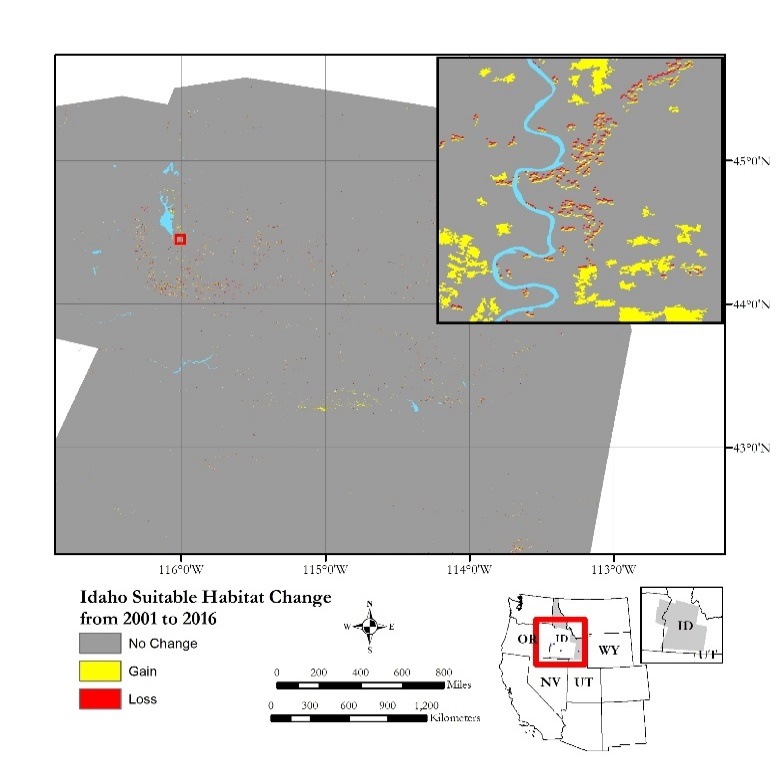 45°0'N
44°0'N
43°0'N
116°0'W
115°0'W
114°0'W
113°0'W
Idaho Suitable Habitat Change
from 2001 to 2016
No Change
Gain
Loss
N
W
E
S
0 200 400 600 800
Miles
0 300 600 900 1,200
Kilometers
OR
ID
WY
NV
UT
ID
UT